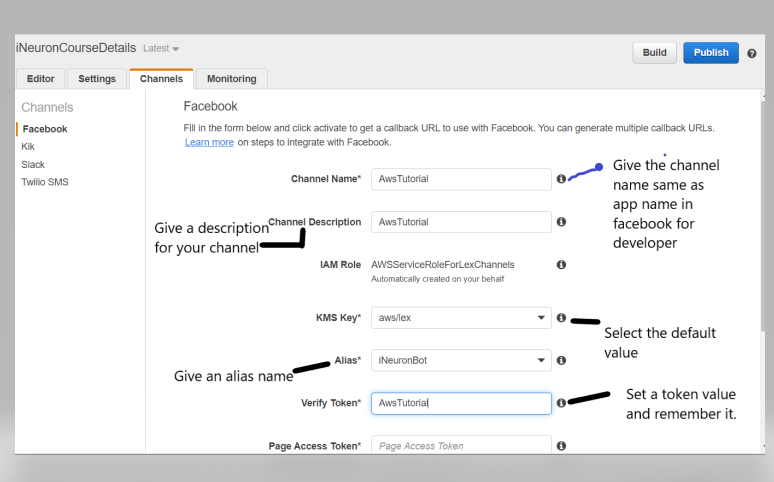 iNeuronCourseDetails Latest
Build
Publish
Editor
Settings
Channels
Monitoring
Channels
Facebook
Kik
Slack
Twilio SMS
Facebook
Fill in the form below and click activate to get a callback URL to use with Facebook. You can generate multiple callback URLs.
Learn more on steps to integrate with Facebook.
Channel Name*
AwsTutorial
Give the channel
name same as
app name in
facebook for
developer
Channel Description
AwsTutorial
Give a description
for your channel
IAM Role
AWSServiceRoleForLexChannels
Automatically created on your behalf
KMS Key*
aws/lex
Select the default
value
Alias*
iNeuronBot
Give an alias name
Verify Token*
AwsTutorial
Set a token value
and remember it.
Page Access Token*
Page Access Token